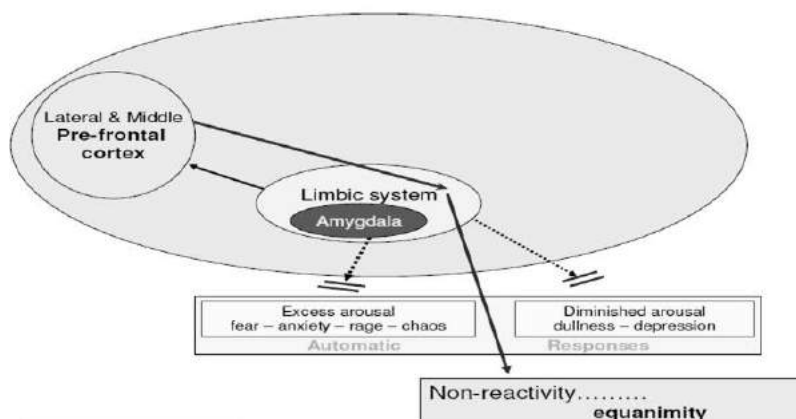 Lateral & Middle
Pre-frontal
cortex
Limbic system
Amygdala
Excess arousal
fear – anxiety – rage – chaos
Diminished arousal
dullness – depression
Automatic Responses
Non-reactivity.........
equanimity